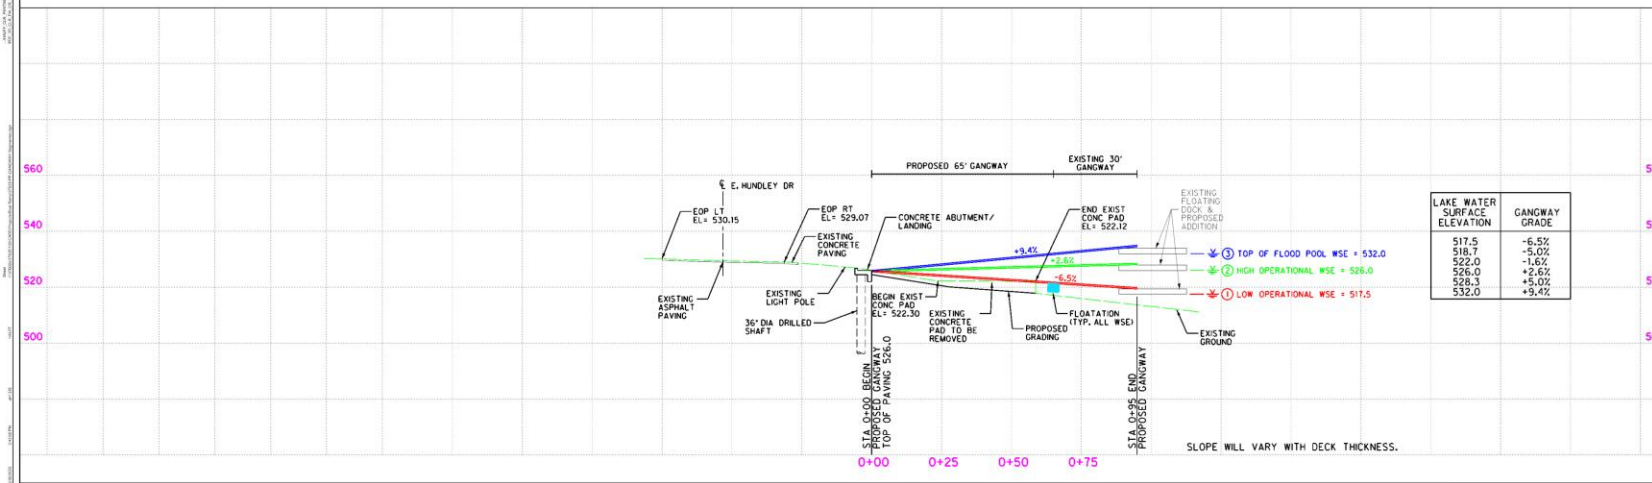 560
540
520
500
PROPOSED 65' GANGWAY
EXISTING 30'
GANGWAY
℄ E. HUNDLEY DR
EOP LT
EL= 530.15
EOP RT
EL= 529.07
EXISTING
CONCRETE
PAVING
CONCRETE ABUTMENT/
LANDING
END EXIST
CONC PAD
EL= 522.12
EXISTING
FLOATING
DOCK &
PROPOSED
ADDITION
+9.4%
+2.6%
-6.5%
③ TOP OF FLOOD POOL WSE = 532.0
② HIGH OPERATIONAL WSE = 526.0
① LOW OPERATIONAL WSE = 517.5
EXISTING
ASPHALT
PAVING
EXISTING
LIGHT POLE
36" DIA DRILLED
SHAFT
BEGIN EXIST
CONC PAD
EL= 522.30
EXISTING
CONCRETE
PAD TO BE
REMOVED
PROPOSED
GRADING
FLOATATION
(TYP. ALL WSE)
EXISTING
GROUND
STA 0+00 BEGIN
PROPOSED GANGWAY
TOP OF PAVING 526.0
STA 0+95 END
PROPOSED GANGWAY
0+00 0+25 0+50 0+75
SLOPE WILL VARY WITH DECK THICKNESS.
LAKE WATER
SURFACE
ELEVATION
GANGWAY
GRADE
517.5 -6.5%
518.7 -5.0%
522.0 -1.6%
526.0 +2.6%
528.3 +5.0%
532.0 +9.4%